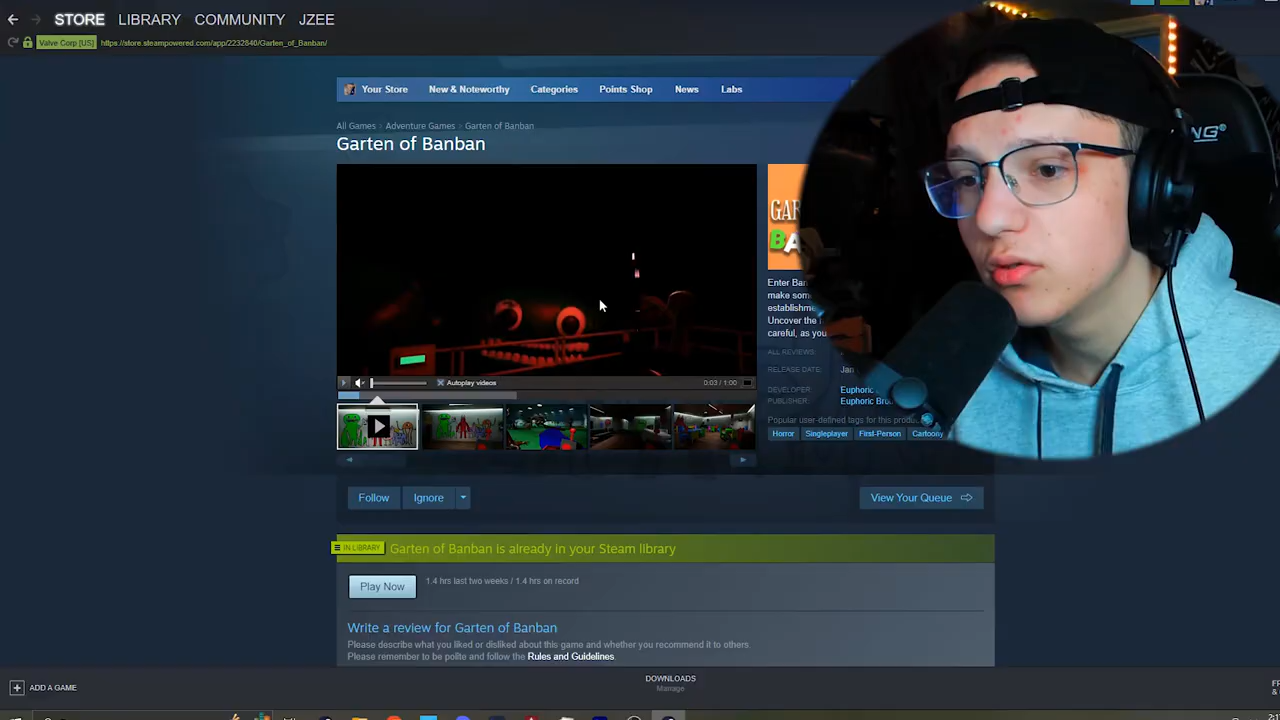 STORE LIBRARY COMMUNITY JZEE
Valve Corp [US] https://store.steampowered.com/app/2232840/Garten_of_Banban/
Your Store New & Noteworthy Categories Points Shop News Labs
All Games > Adventure Games > Garten of Banban
Garten of Banban
GAR
BA
Enter Ban
make som
establishme
Uncover the
careful, as you
ALL REVIEWS:
RELEASE DATE: Jan
DEVELOPER: Euphoric
PUBLISHER: Euphoric Bro
Popular user-defined tags for this produ
Horror Singleplayer First-Person Cartoony
Autoplay videos 0:03 / 1:00
NG®
Follow Ignore View Your Queue
IN LIBRARY Garten of Banban is already in your Steam library
Play Now 1.4 hrs last two weeks / 1.4 hrs on record
Write a review for Garten of Banban
Please describe what you liked or disliked about this game and whether you recommend it to others.
Please remember to be polite and follow the Rules and Guidelines.
ADD A GAME DOWNLOADS
Manage